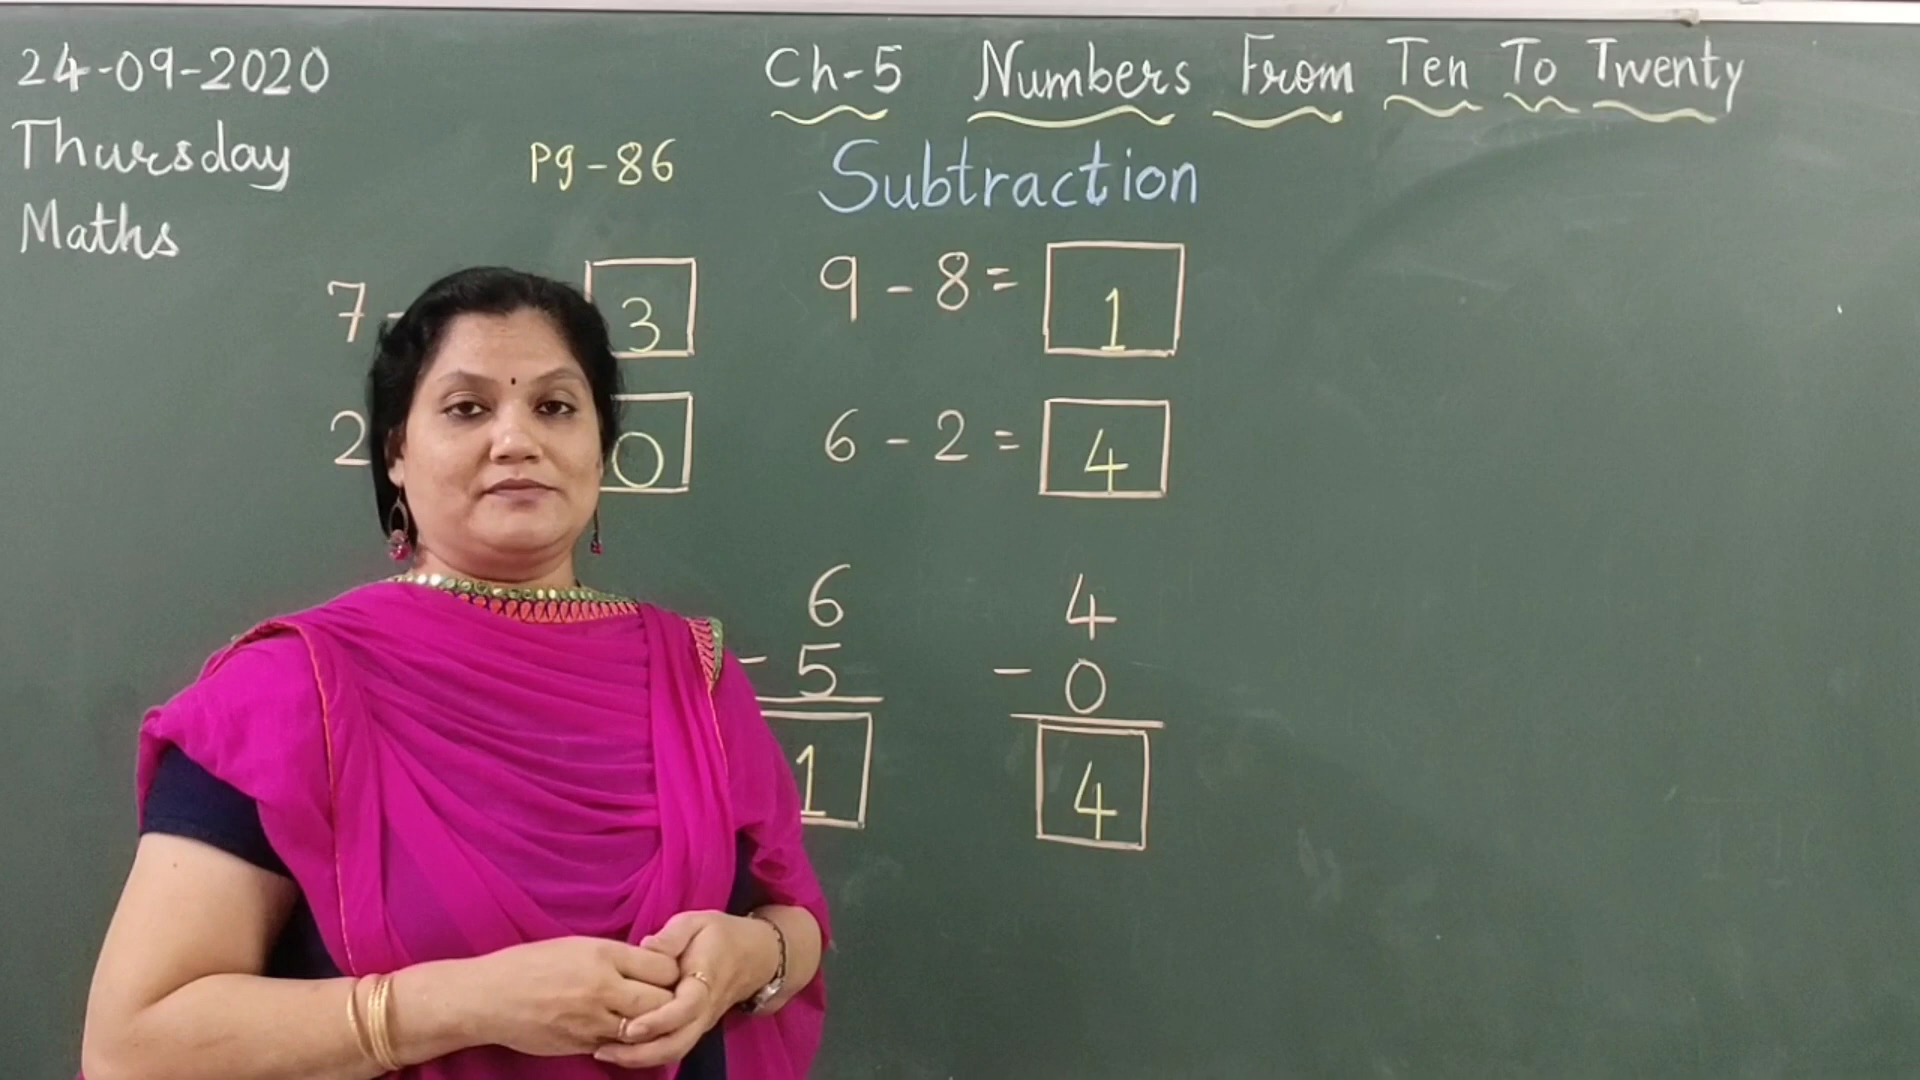 24-09-2020 Ch-5 Numbers From Ten To Twenty
Thursday Pg-86 Subtraction
Maths
7 - 3 9 - 8 = 1
2 0 6 - 2 = 4
6 4
- 5 - 0
1 4